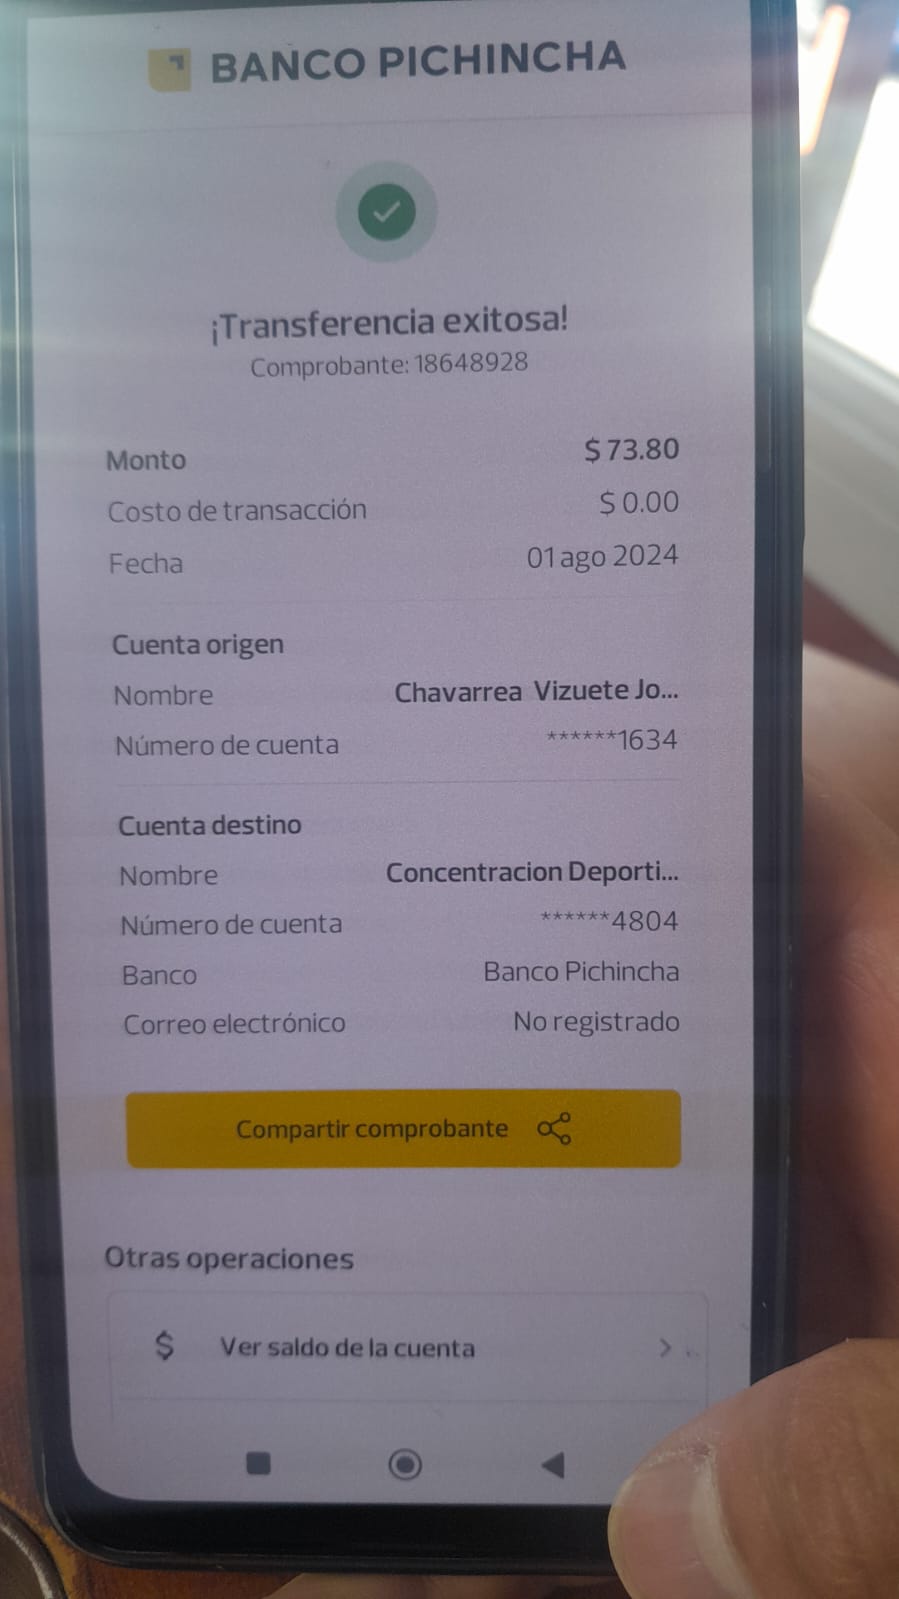 BANCO PICHINCHA
¡Transferencia exitosa!
Comprobante: 18648928
Monto $ 73.80
Costo de transacción $ 0.00
Fecha 01 ago 2024
Cuenta origen
Nombre Chavarrea Vizuete Jo...
Número de cuenta ******1634
Cuenta destino
Nombre Concentracion Deporti...
Número de cuenta ******4804
Banco Banco Pichincha
Correo electrónico No registrado
Compartir comprobante
Otras operaciones
$ Ver saldo de la cuenta >